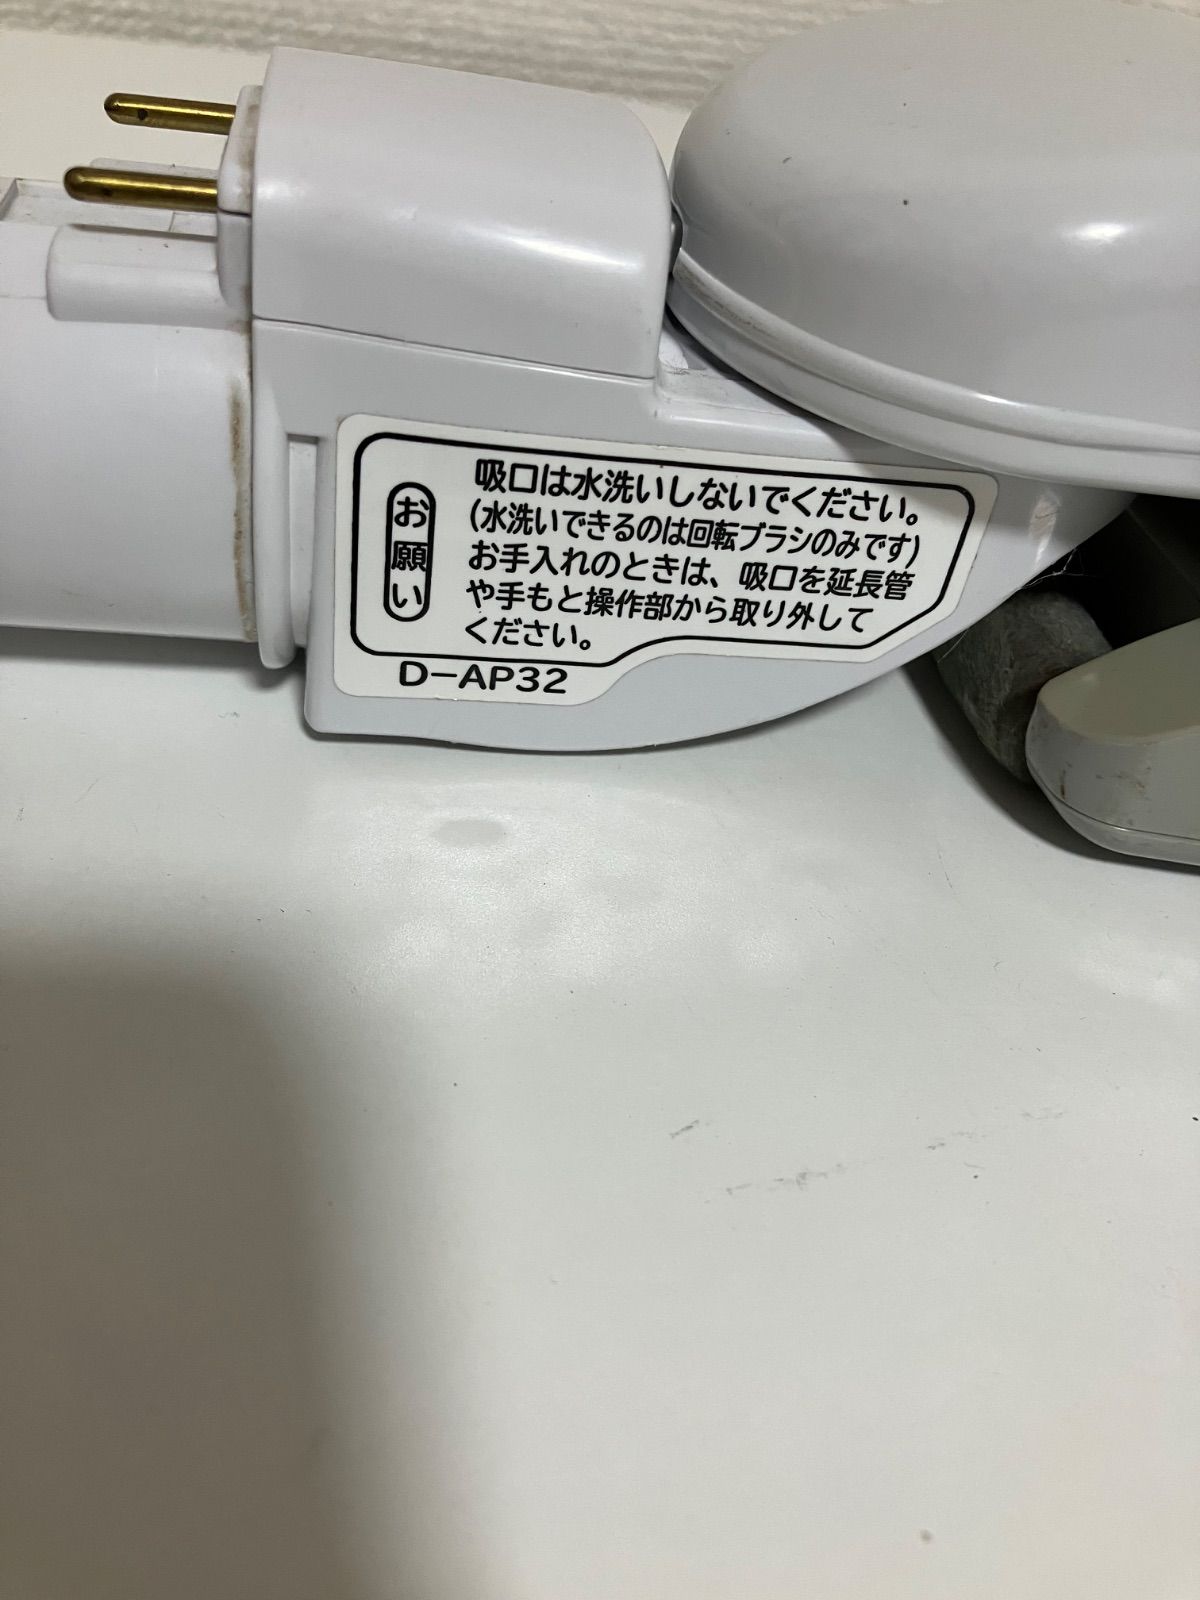 お願い
吸口は水洗いしないでください。
(水洗いできるのは回転ブラシのみです)
お手入れのときは、吸口を延長管
や手もと操作部から取り外して
ください。
D-AP32